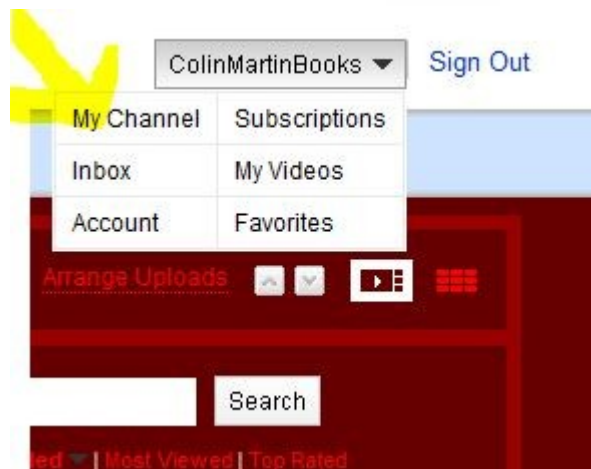 ColinMartinBooks Sign Out
My Channel Subscriptions
Inbox My Videos
Account Favorites
Arrange Uploads
Search
| Most Viewed | Top Rated